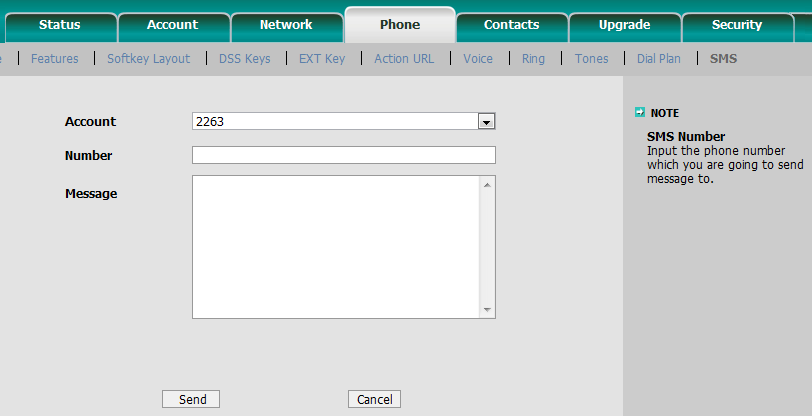 Status Account Network Phone Contacts Upgrade Security
Features Softkey Layout DSS Keys EXT Key Action URL Voice Ring Tones Dial Plan SMS
NOTE
Account 2263
SMS Number
Number
Input the phone number
which you are going to send
message to.
Message
Send Cancel